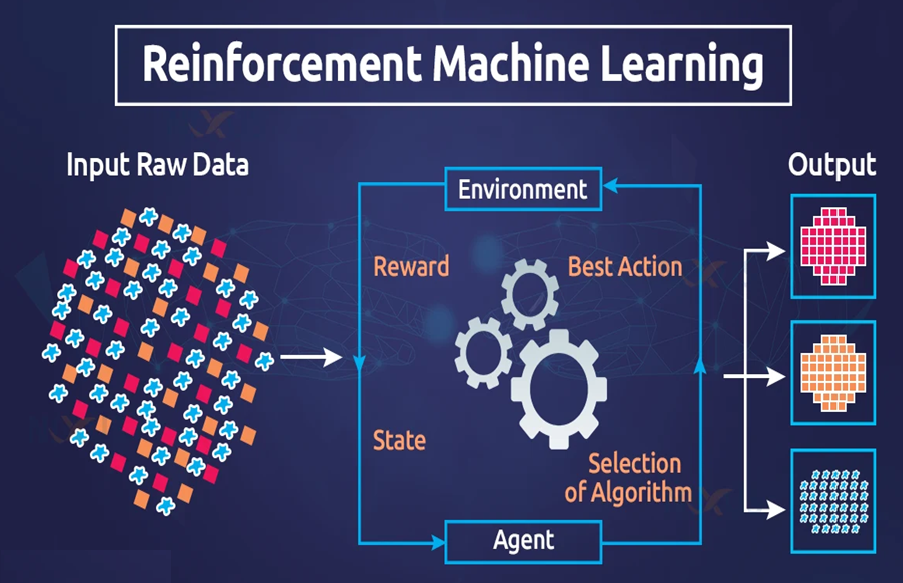 Reinforcement Machine Learning
Input Raw Data
Output
Environment
Reward
Best Action
State
Selection
of Algorithm
Agent